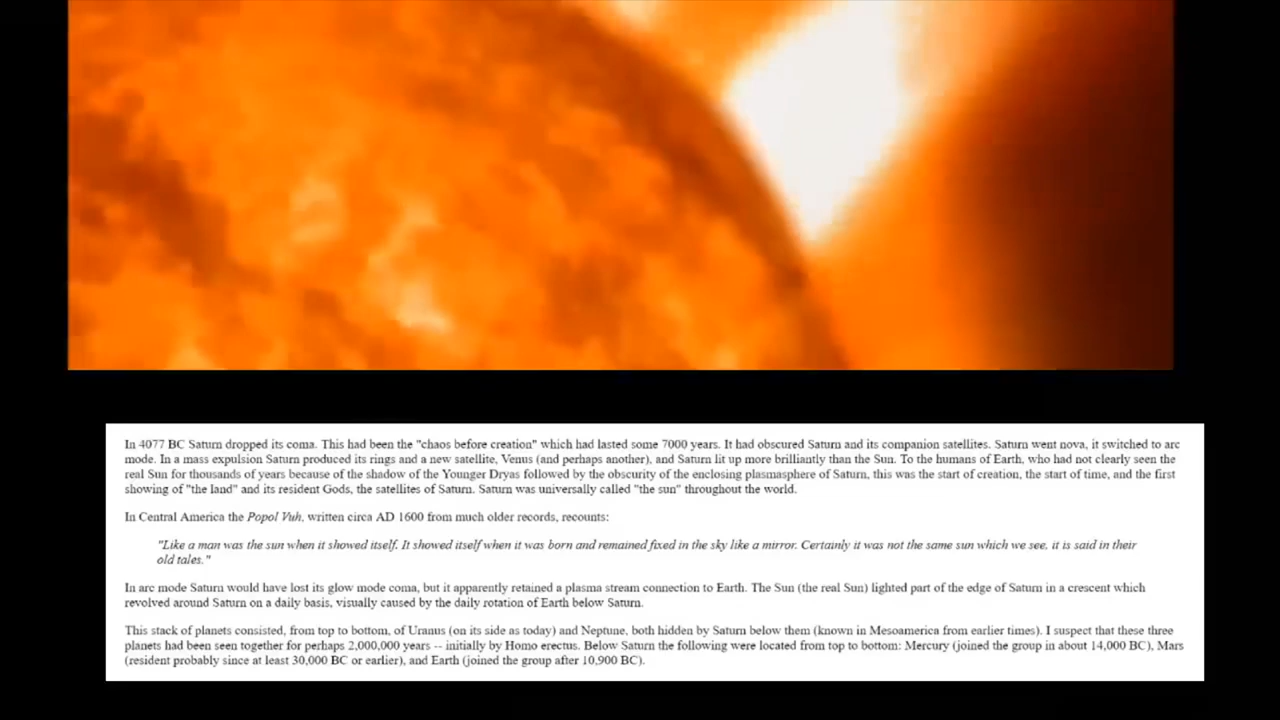 In 4077 BC Saturn dropped its coma. This had been the "chaos before creation" which had lasted some 7000 years. It had obscured Saturn and its companion satellites. Saturn went nova, it switched to arc
mode. In a mass expulsion Saturn produced its rings and a new satellite, Venus (and perhaps another), and Saturn lit up more brilliantly than the Sun. To the humans of Earth, who had not clearly seen the
real Sun for thousands of years because of the shadow of the Younger Dryas followed by the obscurity of the enclosing plasmasphere of Saturn, this was the start of creation, the start of time, and the first
showing of "the land" and its resident Gods, the satellites of Saturn. Saturn was universally called "the sun" throughout the world.
In Central America the Popol Vuh, written circa AD 1600 from much older records, recounts:
"Like a man was the sun when it showed itself. It showed itself when it was born and remained fixed in the sky like a mirror. Certainly it was not the same sun which we see, it is said in their
old tales."
In arc mode Saturn would have lost its glow mode coma, but it apparently retained a plasma stream connection to Earth. The Sun (the real Sun) lighted part of the edge of Saturn in a crescent which
revolved around Saturn on a daily basis, visually caused by the daily rotation of Earth below Saturn.
This stack of planets consisted, from top to bottom, of Uranus (on its side as today) and Neptune, both hidden by Saturn below them (known in Mesoamerica from earlier times). I suspect that these three
planets had been seen together for perhaps 2,000,000 years -- initially by Homo erectus. Below Saturn the following were located from top to bottom: Mercury (joined the group in about 14,000 BC), Mars
(resident probably since at least 30,000 BC or earlier), and Earth (joined the group after 10,900 BC).